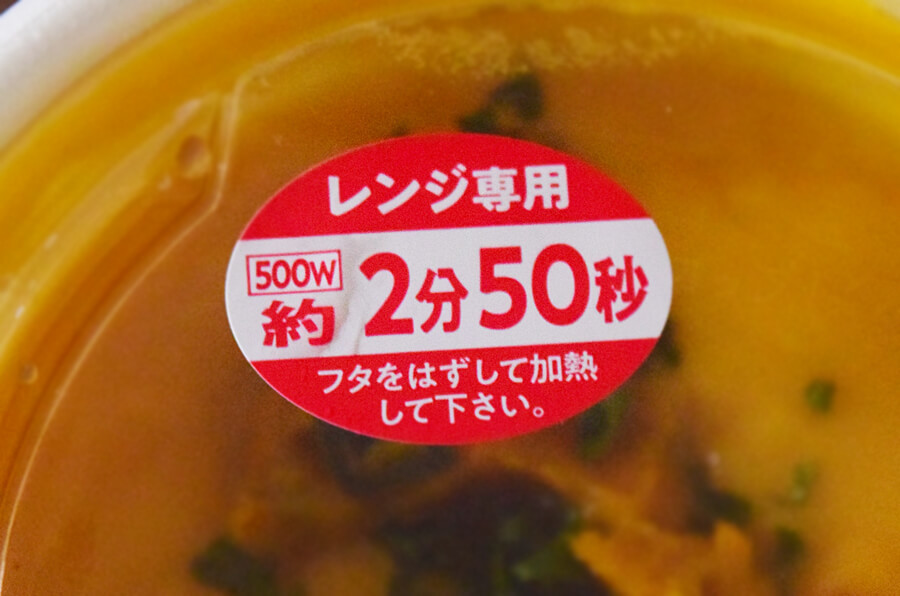 レンジ専用
500W
約 2分50秒
フタをはずして加熱
して下さい。